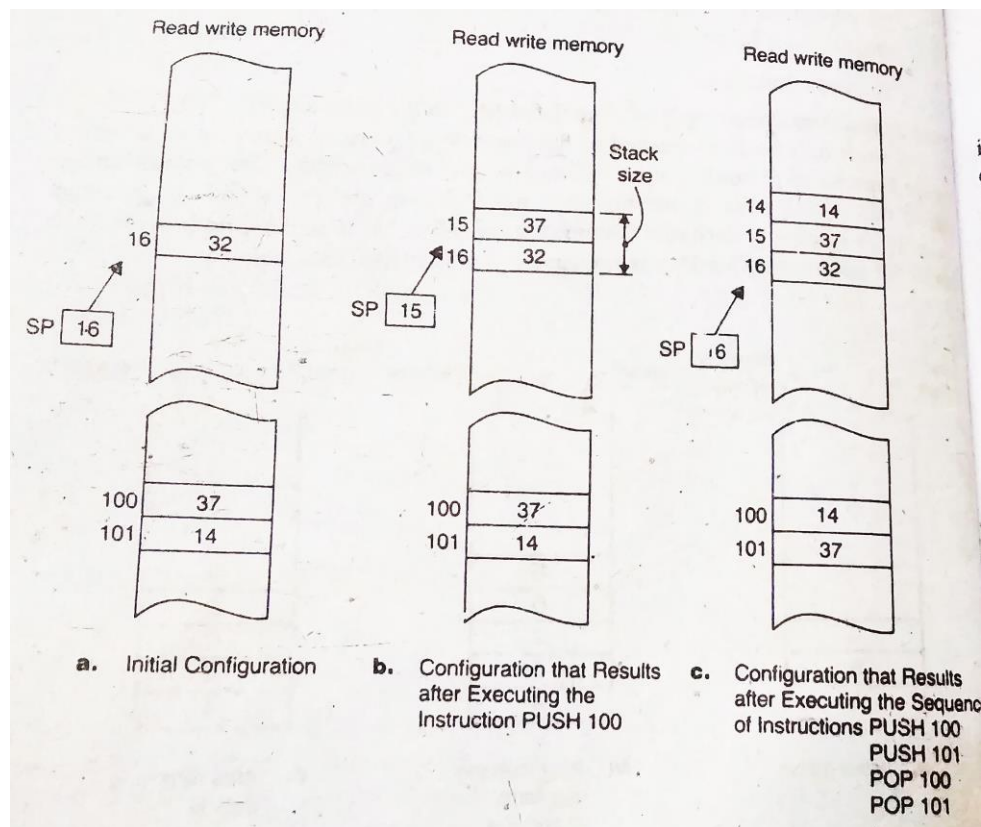 Read write memory
16 32
SP 16
100 37
101 14
a. Initial Configuration
Read write memory
Stack
size
15 37
16 32
SP 15
100 37
101 14
b. Configuration that Results
after Executing the
Instruction PUSH 100
Read write memory
14 14
15 37
16 32
SP 16
100 14
101 37
c. Configuration that Results
after Executing the Sequenc
of Instructions PUSH 100
PUSH 101
POP 100
POP 101